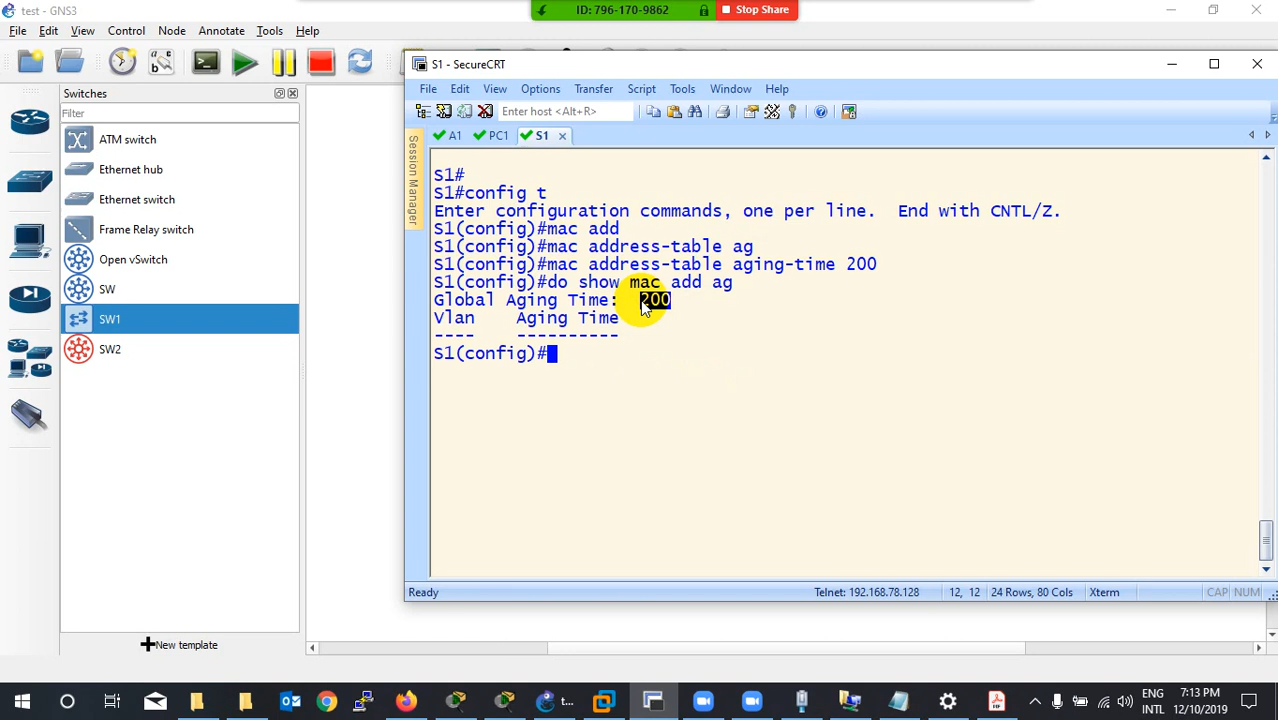 test - GNS3
ID: 796-170-9862
Stop Share
File Edit View Control Node Annotate Tools Help
Switches
Filter
ATM switch
Ethernet hub
Ethernet switch
Frame Relay switch
Open vSwitch
SW
SW1
SW2
New template
S1 - SecureCRT
File Edit View Options Transfer Script Tools Window Help
Enter host <Alt+R>
Session Manager
A1 PC1 S1
S1#
S1#config t
Enter configuration commands, one per line.  End with CNTL/Z.
S1(config)#mac add
S1(config)#mac address-table ag
S1(config)#mac address-table aging-time 200
S1(config)#do show mac add ag
Global Aging Time:  200
Vlan    Aging Time
----    ----------
S1(config)#
Ready Telnet: 192.168.78.128 12, 12 24 Rows, 80 Cols Xterm CAP NUM
t...
ENG
INTL
7:13 PM
12/10/2019